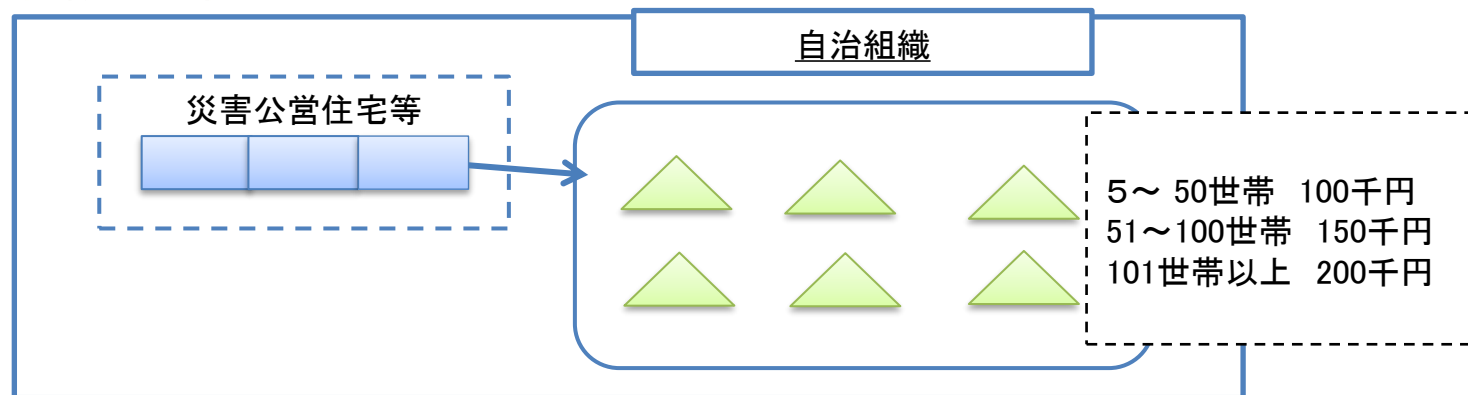 自治組織
災害公営住宅等
５～ 50世帯　100千円
51～100世帯　150千円
101世帯以上　200千円